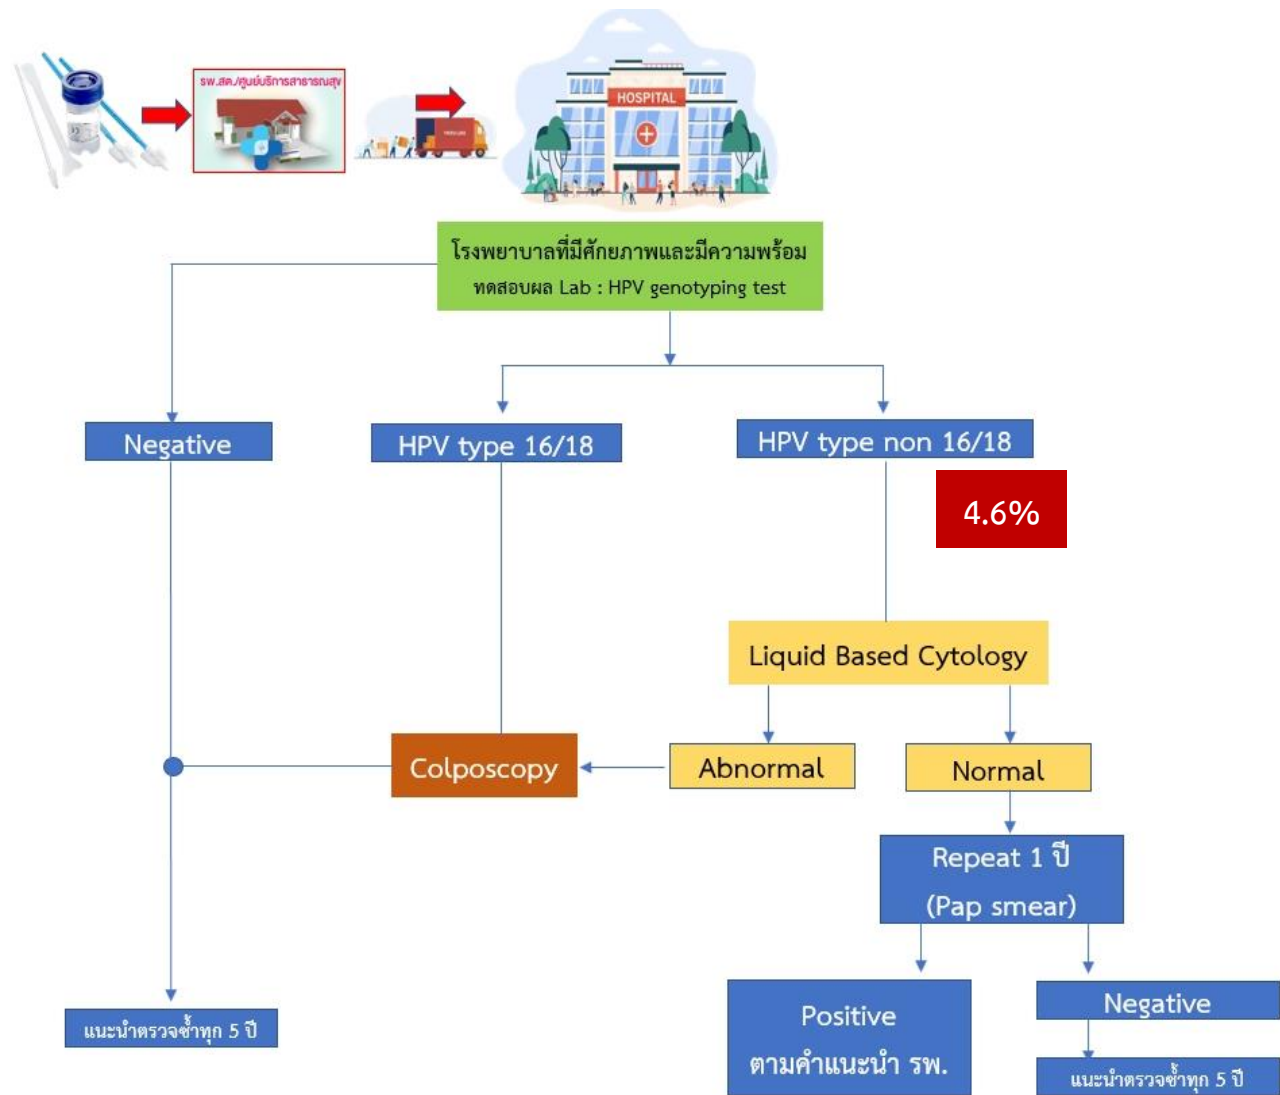 รพ.สต./ศูนย์บริการสาธารณสุข
HOSPITAL
โรงพยาบาลที่มีศักยภาพและมีความพร้อม
ทดสอบผล Lab : HPV genotyping test
Negative
HPV type 16/18
HPV type non 16/18
4.6%
Liquid Based Cytology
Colposcopy
Abnormal
Normal
Repeat 1 ปี
(Pap smear)
Positive
ตามคำแนะนำ รพ.
Negative
แนะนำตรวจซ้ำทุก 5 ปี
แนะนำตรวจซ้ำทุก 5 ปี